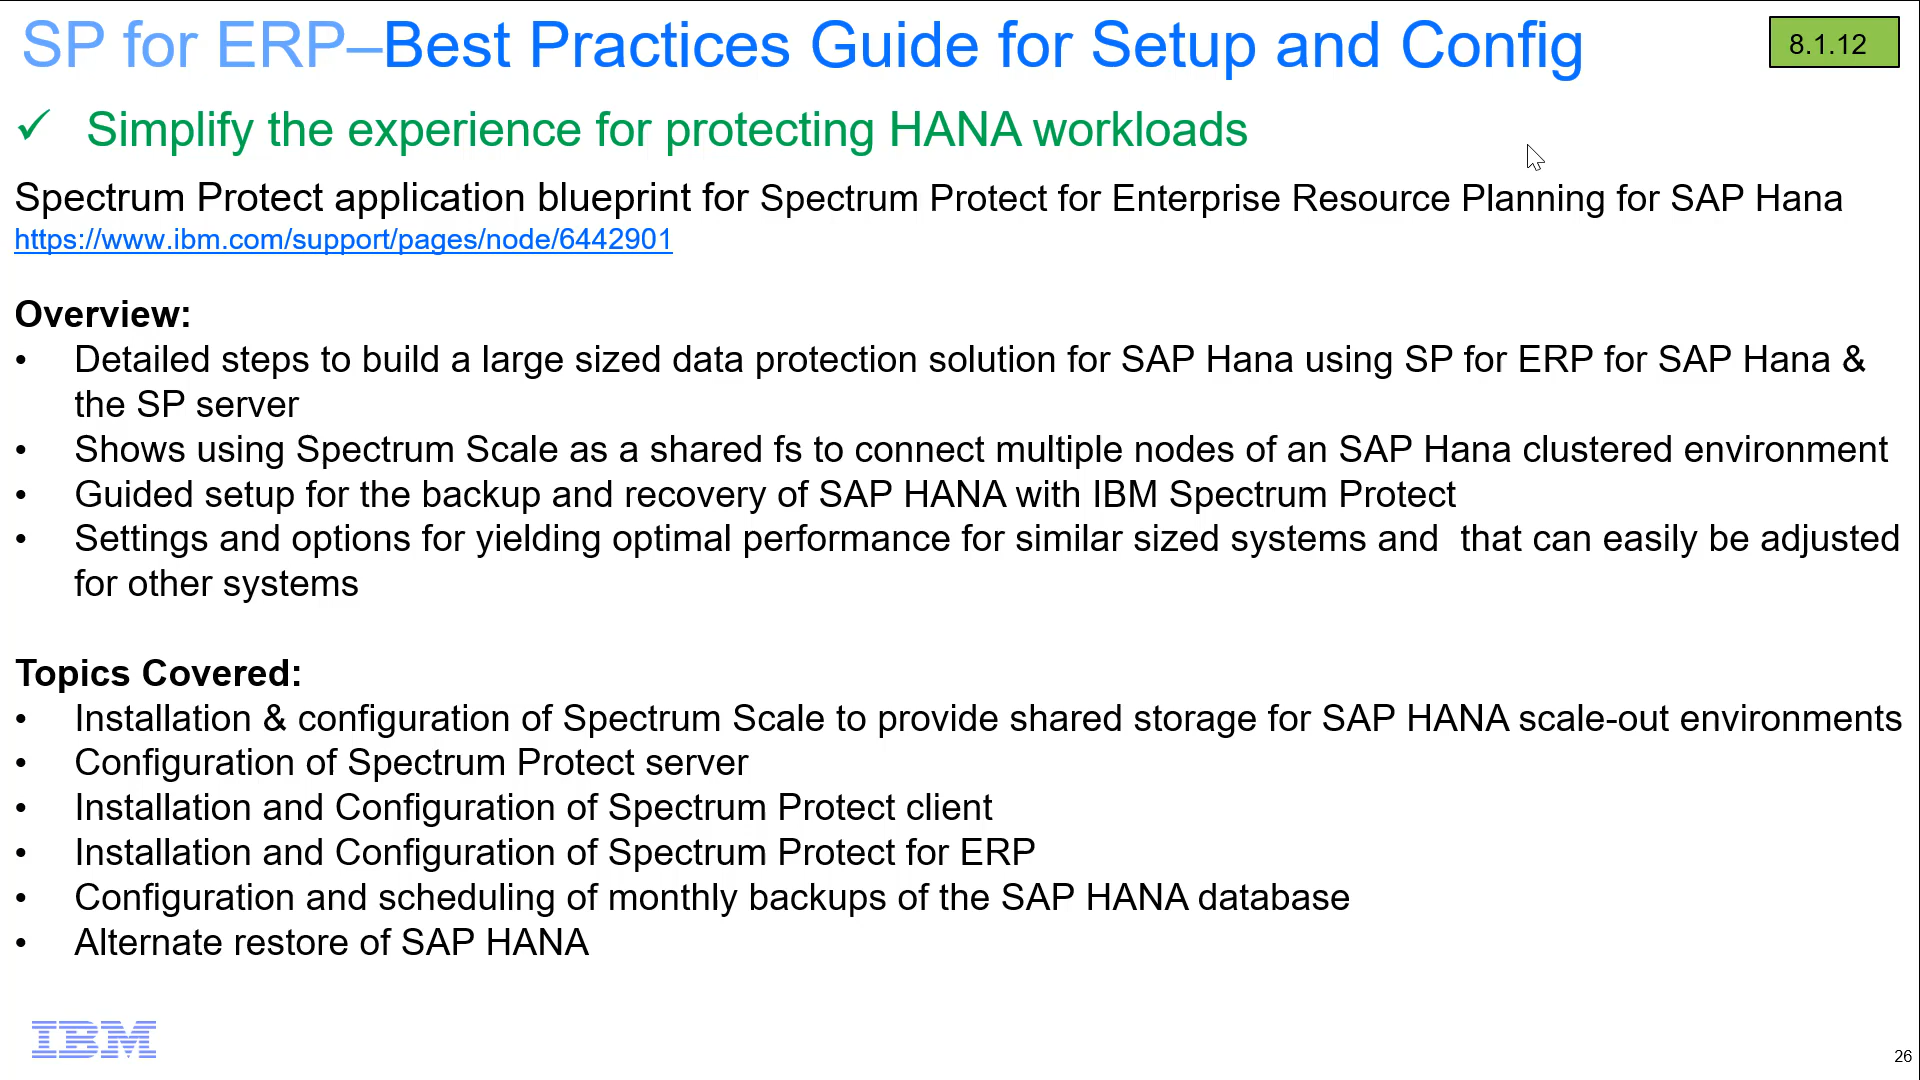 SP for ERP–Best Practices Guide for Setup and Config
8.1.12
✓ Simplify the experience for protecting HANA workloads
Spectrum Protect application blueprint for Spectrum Protect for Enterprise Resource Planning for SAP Hana
https://www.ibm.com/support/pages/node/6442901
Overview:
• Detailed steps to build a large sized data protection solution for SAP Hana using SP for ERP for SAP Hana &
the SP server
• Shows using Spectrum Scale as a shared fs to connect multiple nodes of an SAP Hana clustered environment
• Guided setup for the backup and recovery of SAP HANA with IBM Spectrum Protect
• Settings and options for yielding optimal performance for similar sized systems and  that can easily be adjusted
for other systems
Topics Covered:
• Installation & configuration of Spectrum Scale to provide shared storage for SAP HANA scale-out environments
• Configuration of Spectrum Protect server
• Installation and Configuration of Spectrum Protect client
• Installation and Configuration of Spectrum Protect for ERP
• Configuration and scheduling of monthly backups of the SAP HANA database
• Alternate restore of SAP HANA
IBM
26